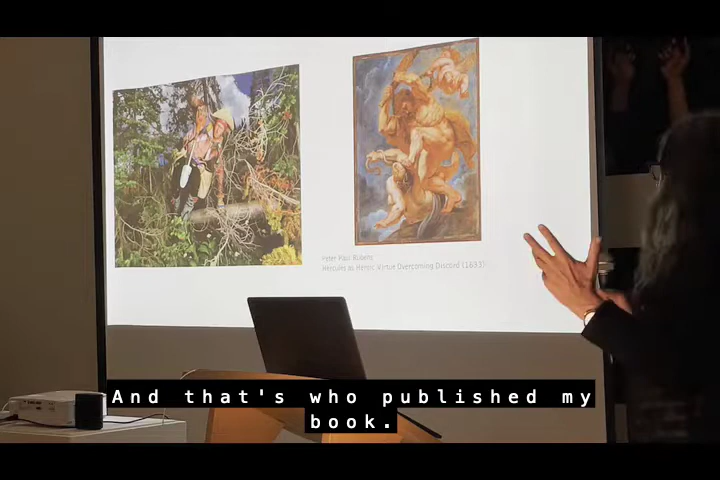 Peter Paul Rubens
Hercules as Heroic Virtue Overcoming Discord (1633)
And that's who published my
book.